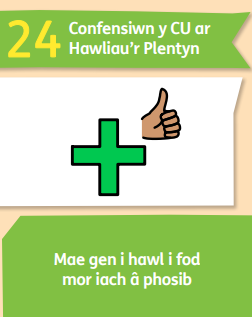 24
Confensiwn y CU ar
Hawliau'r Plentyn
Mae gen i hawl i fod
mor iach â phosib